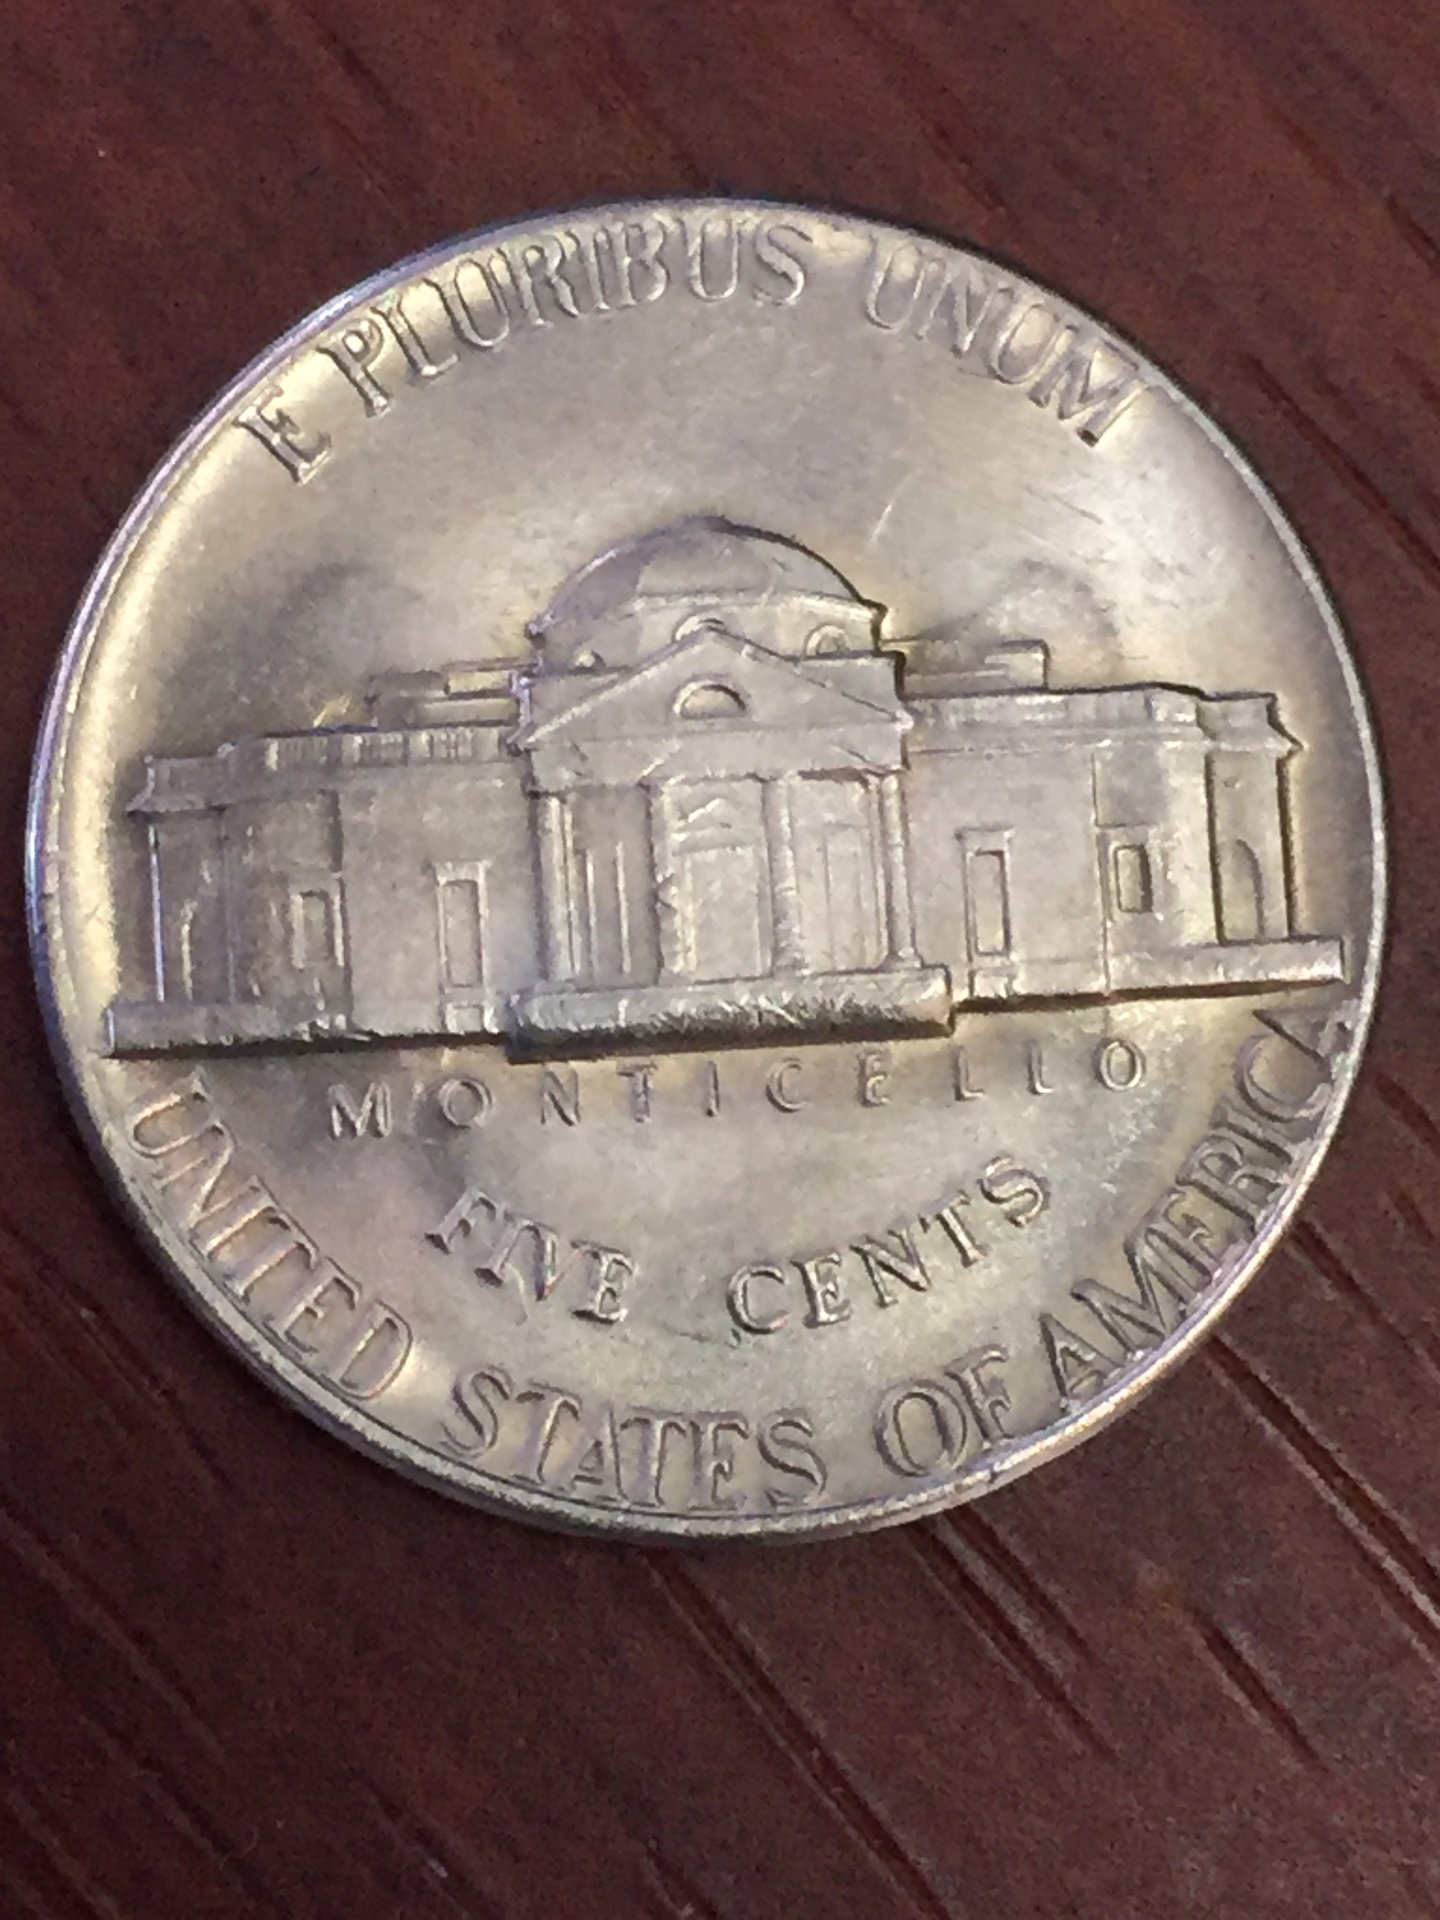 E PLURIBUS UNUM
MONTICELLO
FIVE CENTS
UNITED STATES OF AMERICA